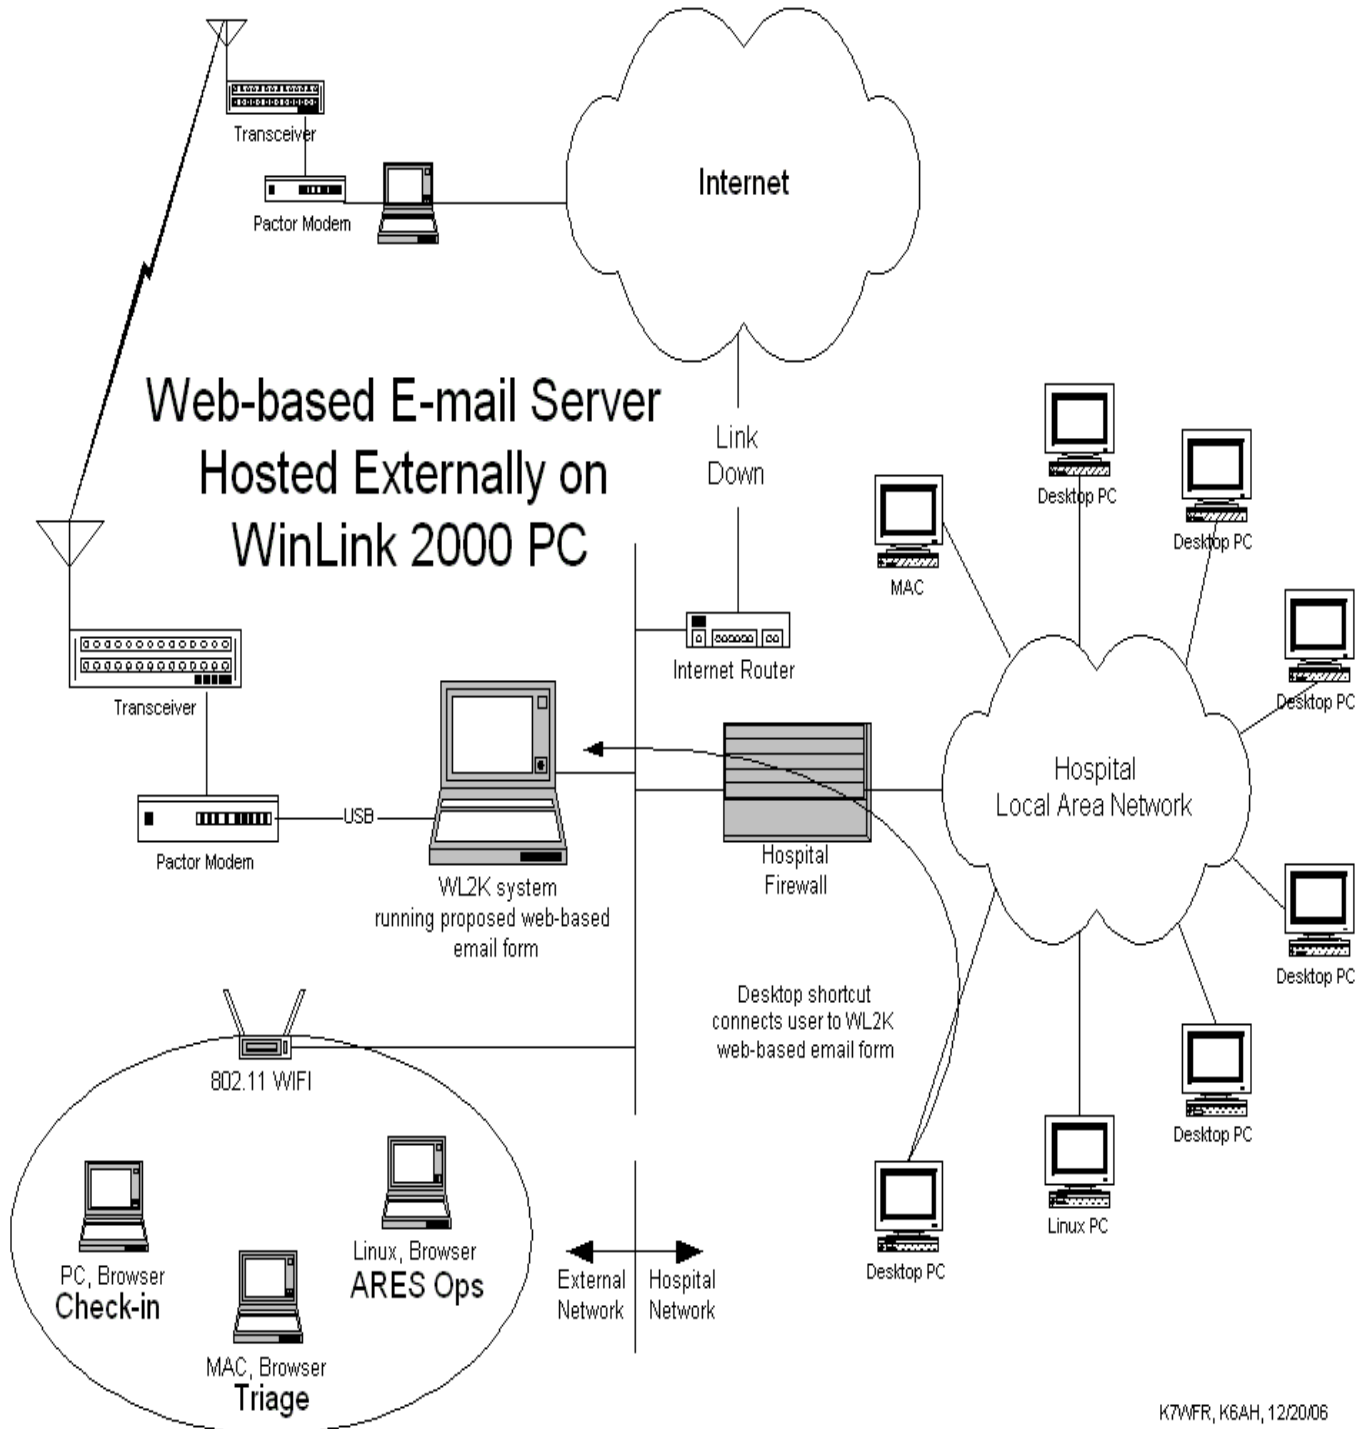 Transceiver
Pactor Modem
Internet
Web-based E-mail Server
Hosted Externally on
WinLink 2000 PC
Link
Down
Desktop PC
Desktop PC
MAC
Desktop PC
Internet Router
Transceiver
Hospital
Local Area Network
USB
Pactor Modem
Hospital
Firewall
WL2K system
running proposed web-based
email form
Desktop PC
Desktop shortcut
connects user to WL2K
web-based email form
802.11 WIFI
Desktop PC
Linux PC
Desktop PC
PC, Browser
Check-in
Linux, Browser
ARES Ops
MAC, Browser
Triage
External
Network
Hospital
Network
K7WFR, K6AH, 12/20/06